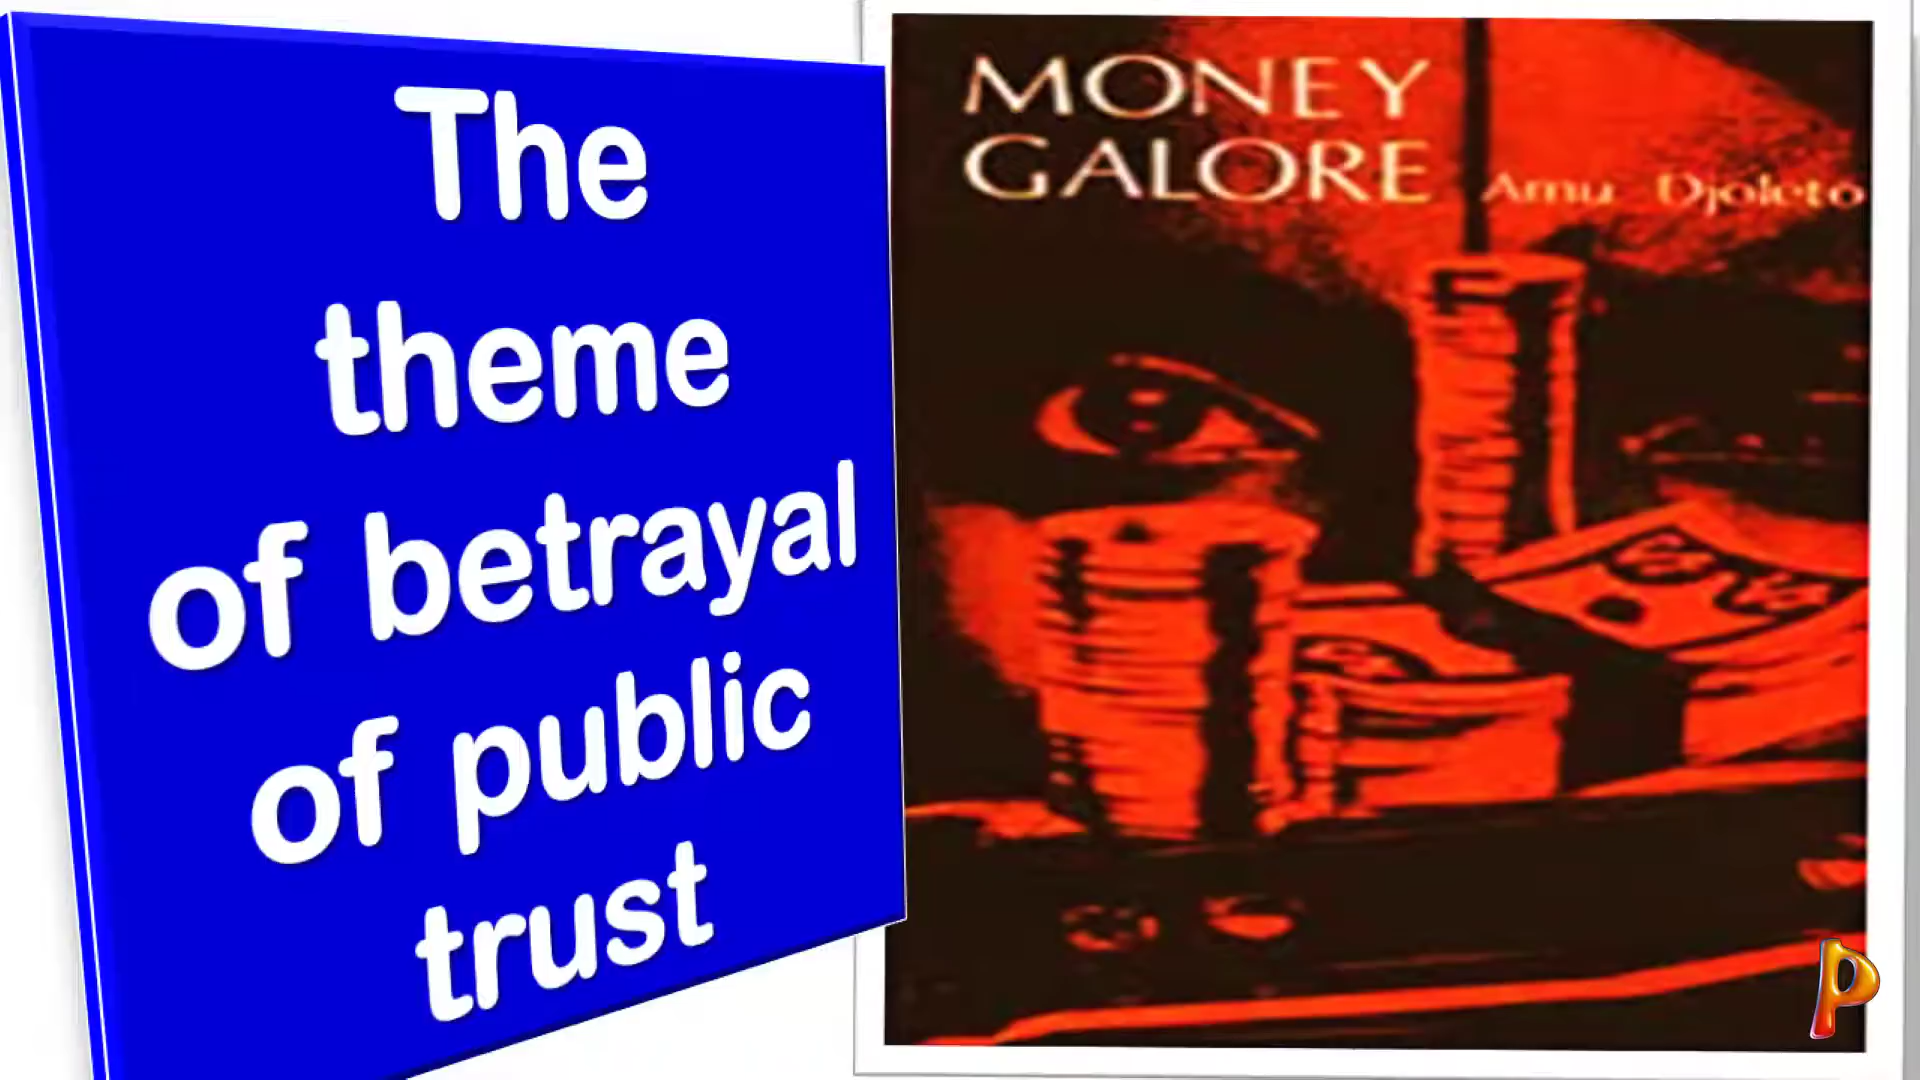 The
theme
of betrayal
of public
trust
MONEY
GALORE Amu Djoleto
P